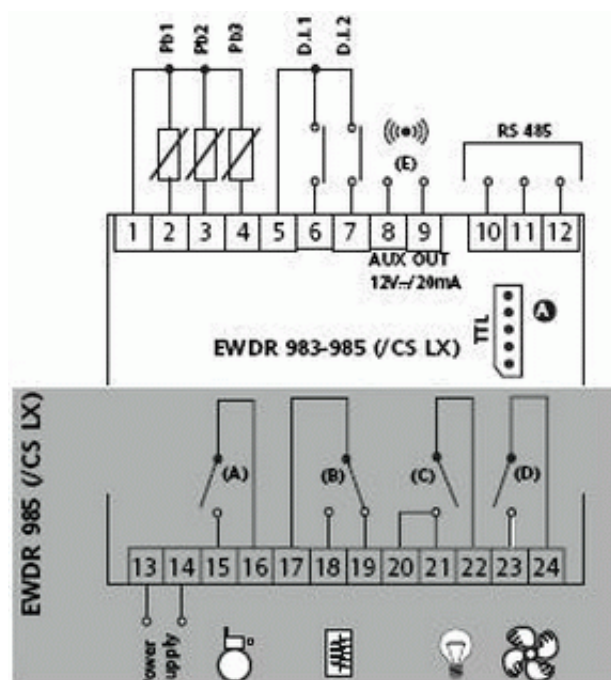 Pb1
Pb2
Pb3
D.I.1
D.I.2
(E)
RS 485
1 2 3 4 5 6 7 8 9 10 11 12
AUX OUT
12V⎓/20mA
TTL
A
EWDR 983-985 (/CS LX)
EWDR 985 (/CS LX)
(A)
(B)
(C)
(D)
13 14 15 16 17 18 19 20 21 22 23 24